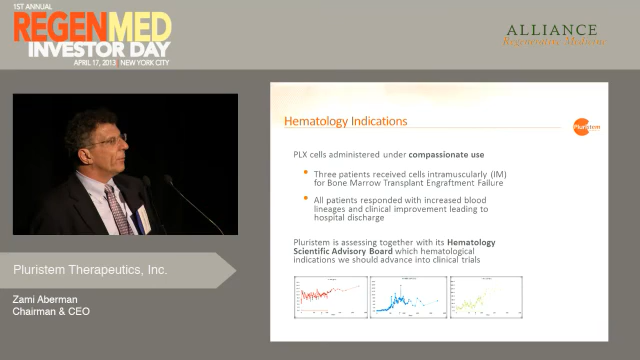 1ST ANNUAL
REGENMED
INVESTOR DAY
APRIL 17, 2013 | NEW YORK CITY
ALLIANCE
Regenerative Medicine
Hematology Indications
Pluristem
PLX cells administered under compassionate use
Three patients received cells intramuscularly (IM)
for Bone Marrow Transplant Engraftment Failure
All patients responded with increased blood
lineages and clinical improvement leading to
hospital discharge
Pluristem is assessing together with its Hematology
Scientific Advisory Board which hematological
indications we should advance into clinical trials
Pluristem Therapeutics, Inc.
Zami Aberman
Chairman & CEO